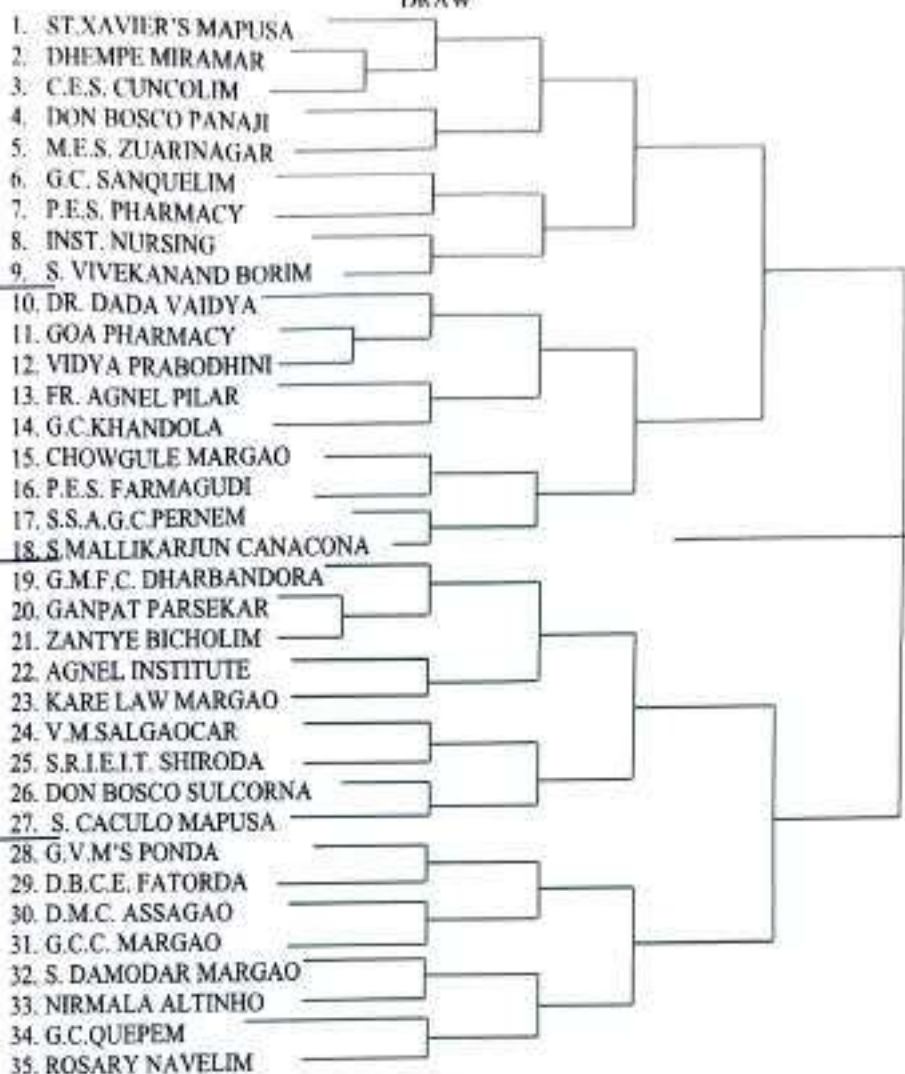 DRAW
1. ST.XAVIER'S MAPUSA
2. DHEMPE MIRAMAR
3. C.E.S. CUNCOLIM
4. DON BOSCO PANAJI
5. M.E.S. ZUARINAGAR
6. G.C. SANQUELIM
7. P.E.S. PHARMACY
8. INST. NURSING
9. S. VIVEKANAND BORIM
10. DR. DADA VAIDYA
11. GOA PHARMACY
12. VIDYA PRABODHINI
13. FR. AGNEL PILAR
14. G.C.KHANDOLA
15. CHOWGULE MARGAO
16. P.E.S. FARMAGUDI
17. S.S.A.G.C.PERNEM
18. S.MALLIKARJUN CANACONA
19. G.M.F.C. DHARBANDORA
20. GANPAT PARSEKAR
21. ZANTYE BICHOLIM
22. AGNEL INSTITUTE
23. KARE LAW MARGAO
24. V.M.SALGAOCAR
25. S.R.I.E.I.T. SHIRODA
26. DON BOSCO SULCORNA
27. S. CACULO MAPUSA
28. G.V.M'S PONDA
29. D.B.C.E. FATORDA
30. D.M.C. ASSAGAO
31. G.C.C. MARGAO
32. S. DAMODAR MARGAO
33. NIRMALA ALTINHO
34. G.C.QUEPEM
35. ROSARY NAVELIM